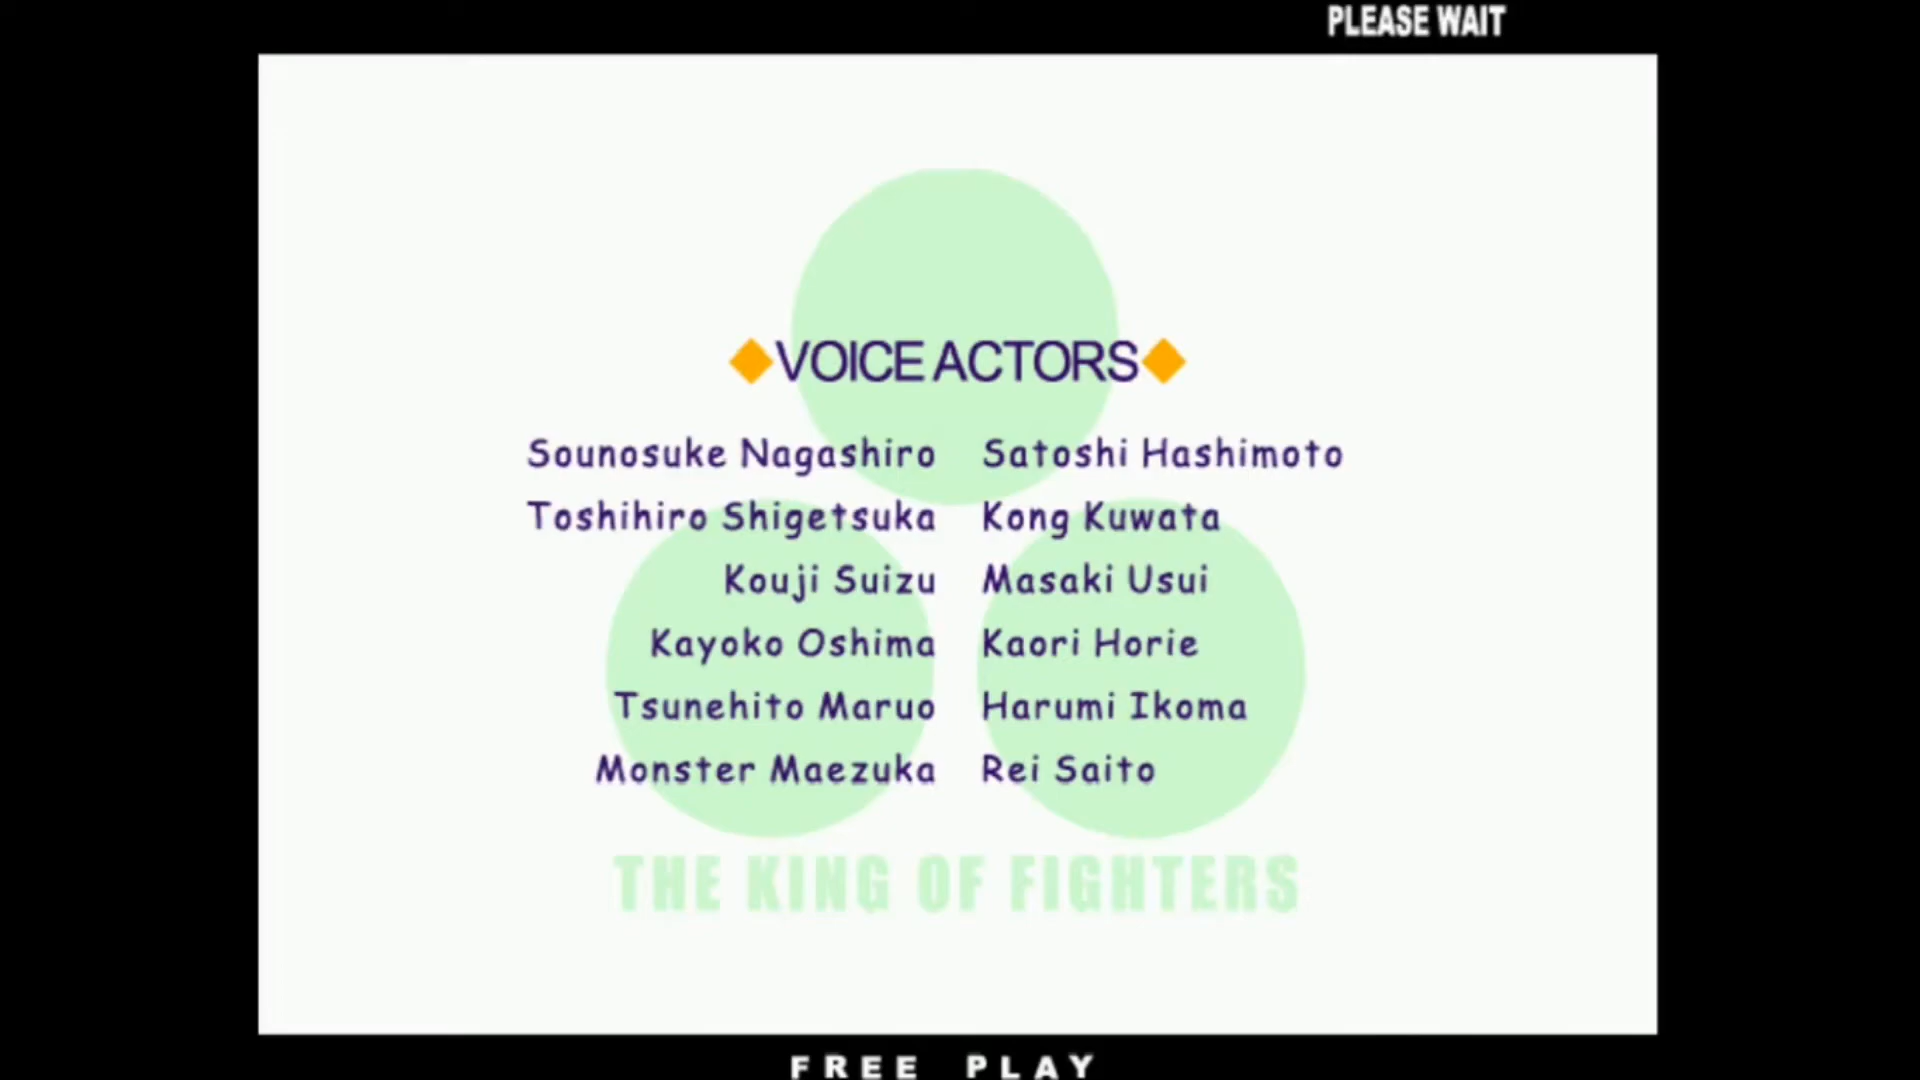 PLEASE WAIT
◆VOICE ACTORS◆
Sounosuke Nagashiro Satoshi Hashimoto
Toshihiro Shigetsuka Kong Kuwata
Kouji Suizu Masaki Usui
Kayoko Oshima Kaori Horie
Tsunehito Maruo Harumi Ikoma
Monster Maezuka Rei Saito
THE KING OF FIGHTERS
FREE PLAY